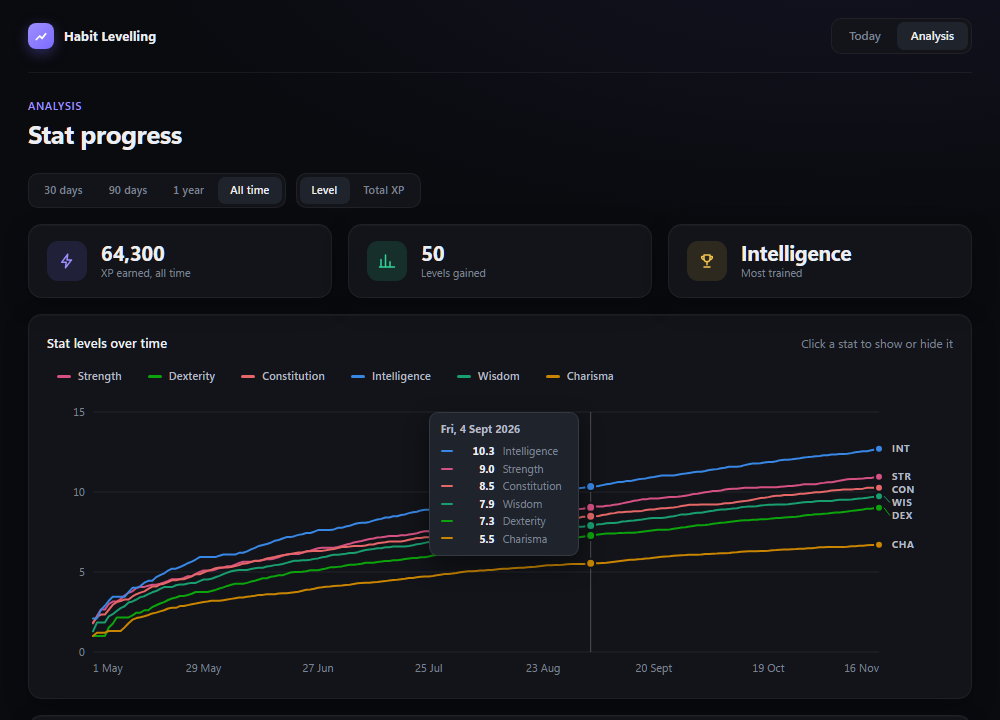 Habit Levelling
Today
Analysis
ANALYSIS
Stat progress
30 days
90 days
1 year
All time
Level
Total XP
64,300
XP earned, all time
50
Levels gained
Intelligence
Most trained
Stat levels over time
Click a stat to show or hide it
Strength
Dexterity
Constitution
Intelligence
Wisdom
Charisma
15
10
5
0
Fri, 4 Sept 2026
10.3 Intelligence
9.0 Strength
8.5 Constitution
7.9 Wisdom
7.3 Dexterity
5.5 Charisma
INT
STR
CON
WIS
DEX
CHA
1 May
29 May
27 Jun
25 Jul
23 Aug
20 Sept
19 Oct
16 Nov